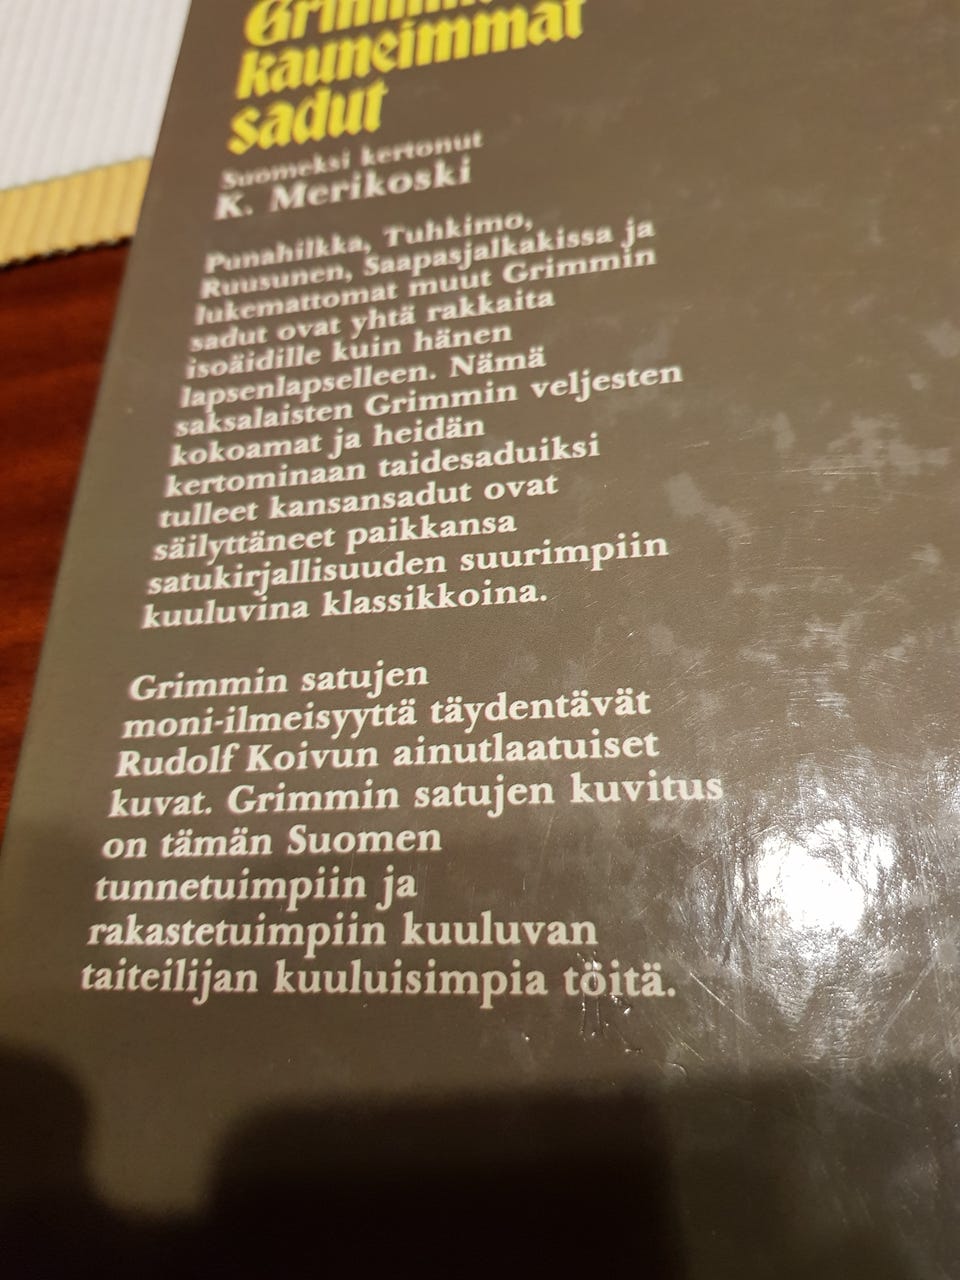 Grimmin
kauneimmat
sadut
Suomeksi kertonut
K. Merikoski
Punahilkka, Tuhkimo,
Ruusunen, Saapasjalkakissa ja
lukemattomat muut Grimmin
sadut ovat yhtä rakkaita
isoäidille kuin hänen
lapsenlapselleen. Nämä
saksalaisten Grimmin veljesten
kokoamat ja heidän
kertominaan taidesaduiksi
tulleet kansansadut ovat
säilyttäneet paikkansa
satukirjallisuuden suurimpiin
kuuluvina klassikkoina.
Grimmin satujen
moni-ilmeisyyttä täydentävät
Rudolf Koivun ainutlaatuiset
kuvat. Grimmin satujen kuvitus
on tämän Suomen
tunnetuimpiin ja
rakastetuimpiin kuuluvan
taiteilijan kuuluisimpia töitä.